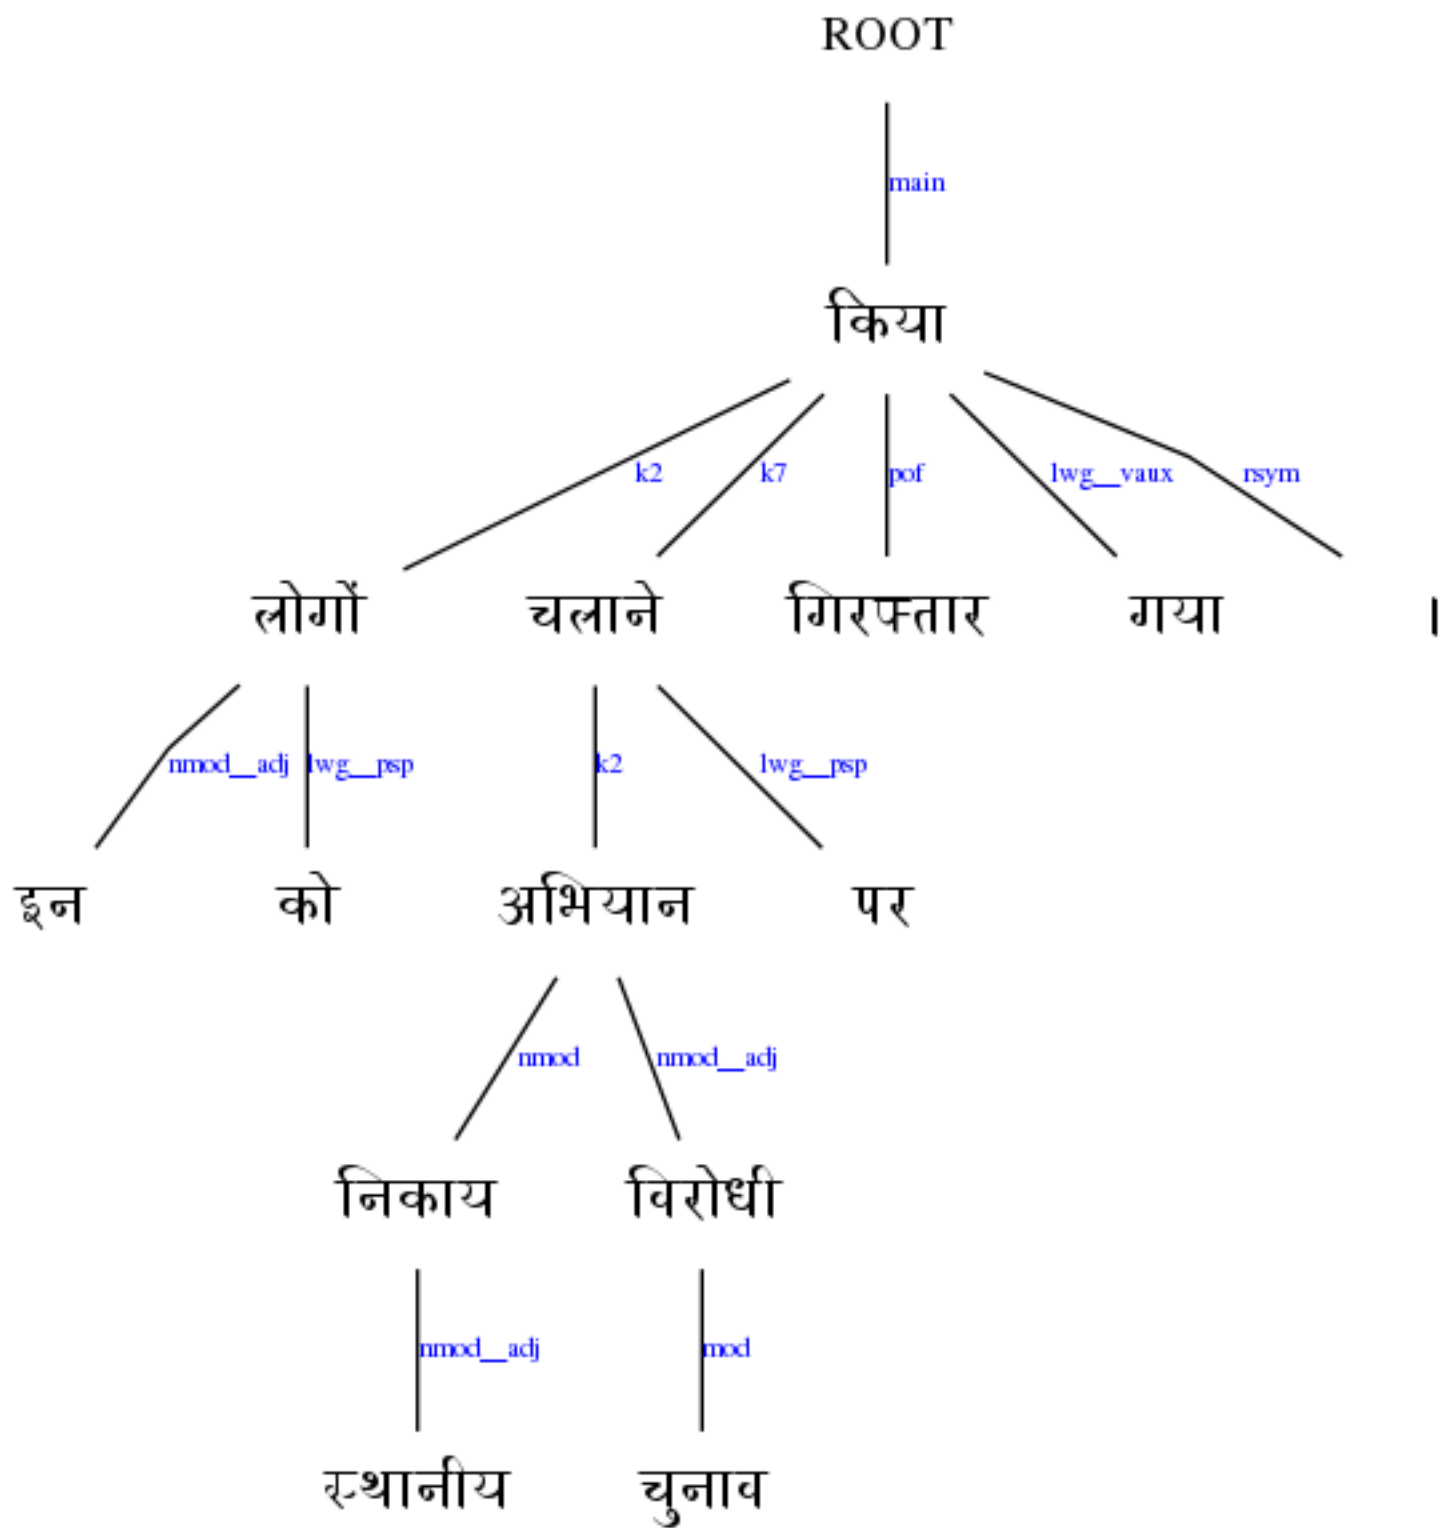 ROOT
main
किया
k2 k7 pof lwg__vaux rsym
लोगों चलाने गिरफ्तार गया ।
nmod__adj lwg__psp k2 lwg__psp
इन को अभियान पर
nmod nmod__adj
निकाय विरोधी
nmod__adj mod
स्थानीय चुनाव